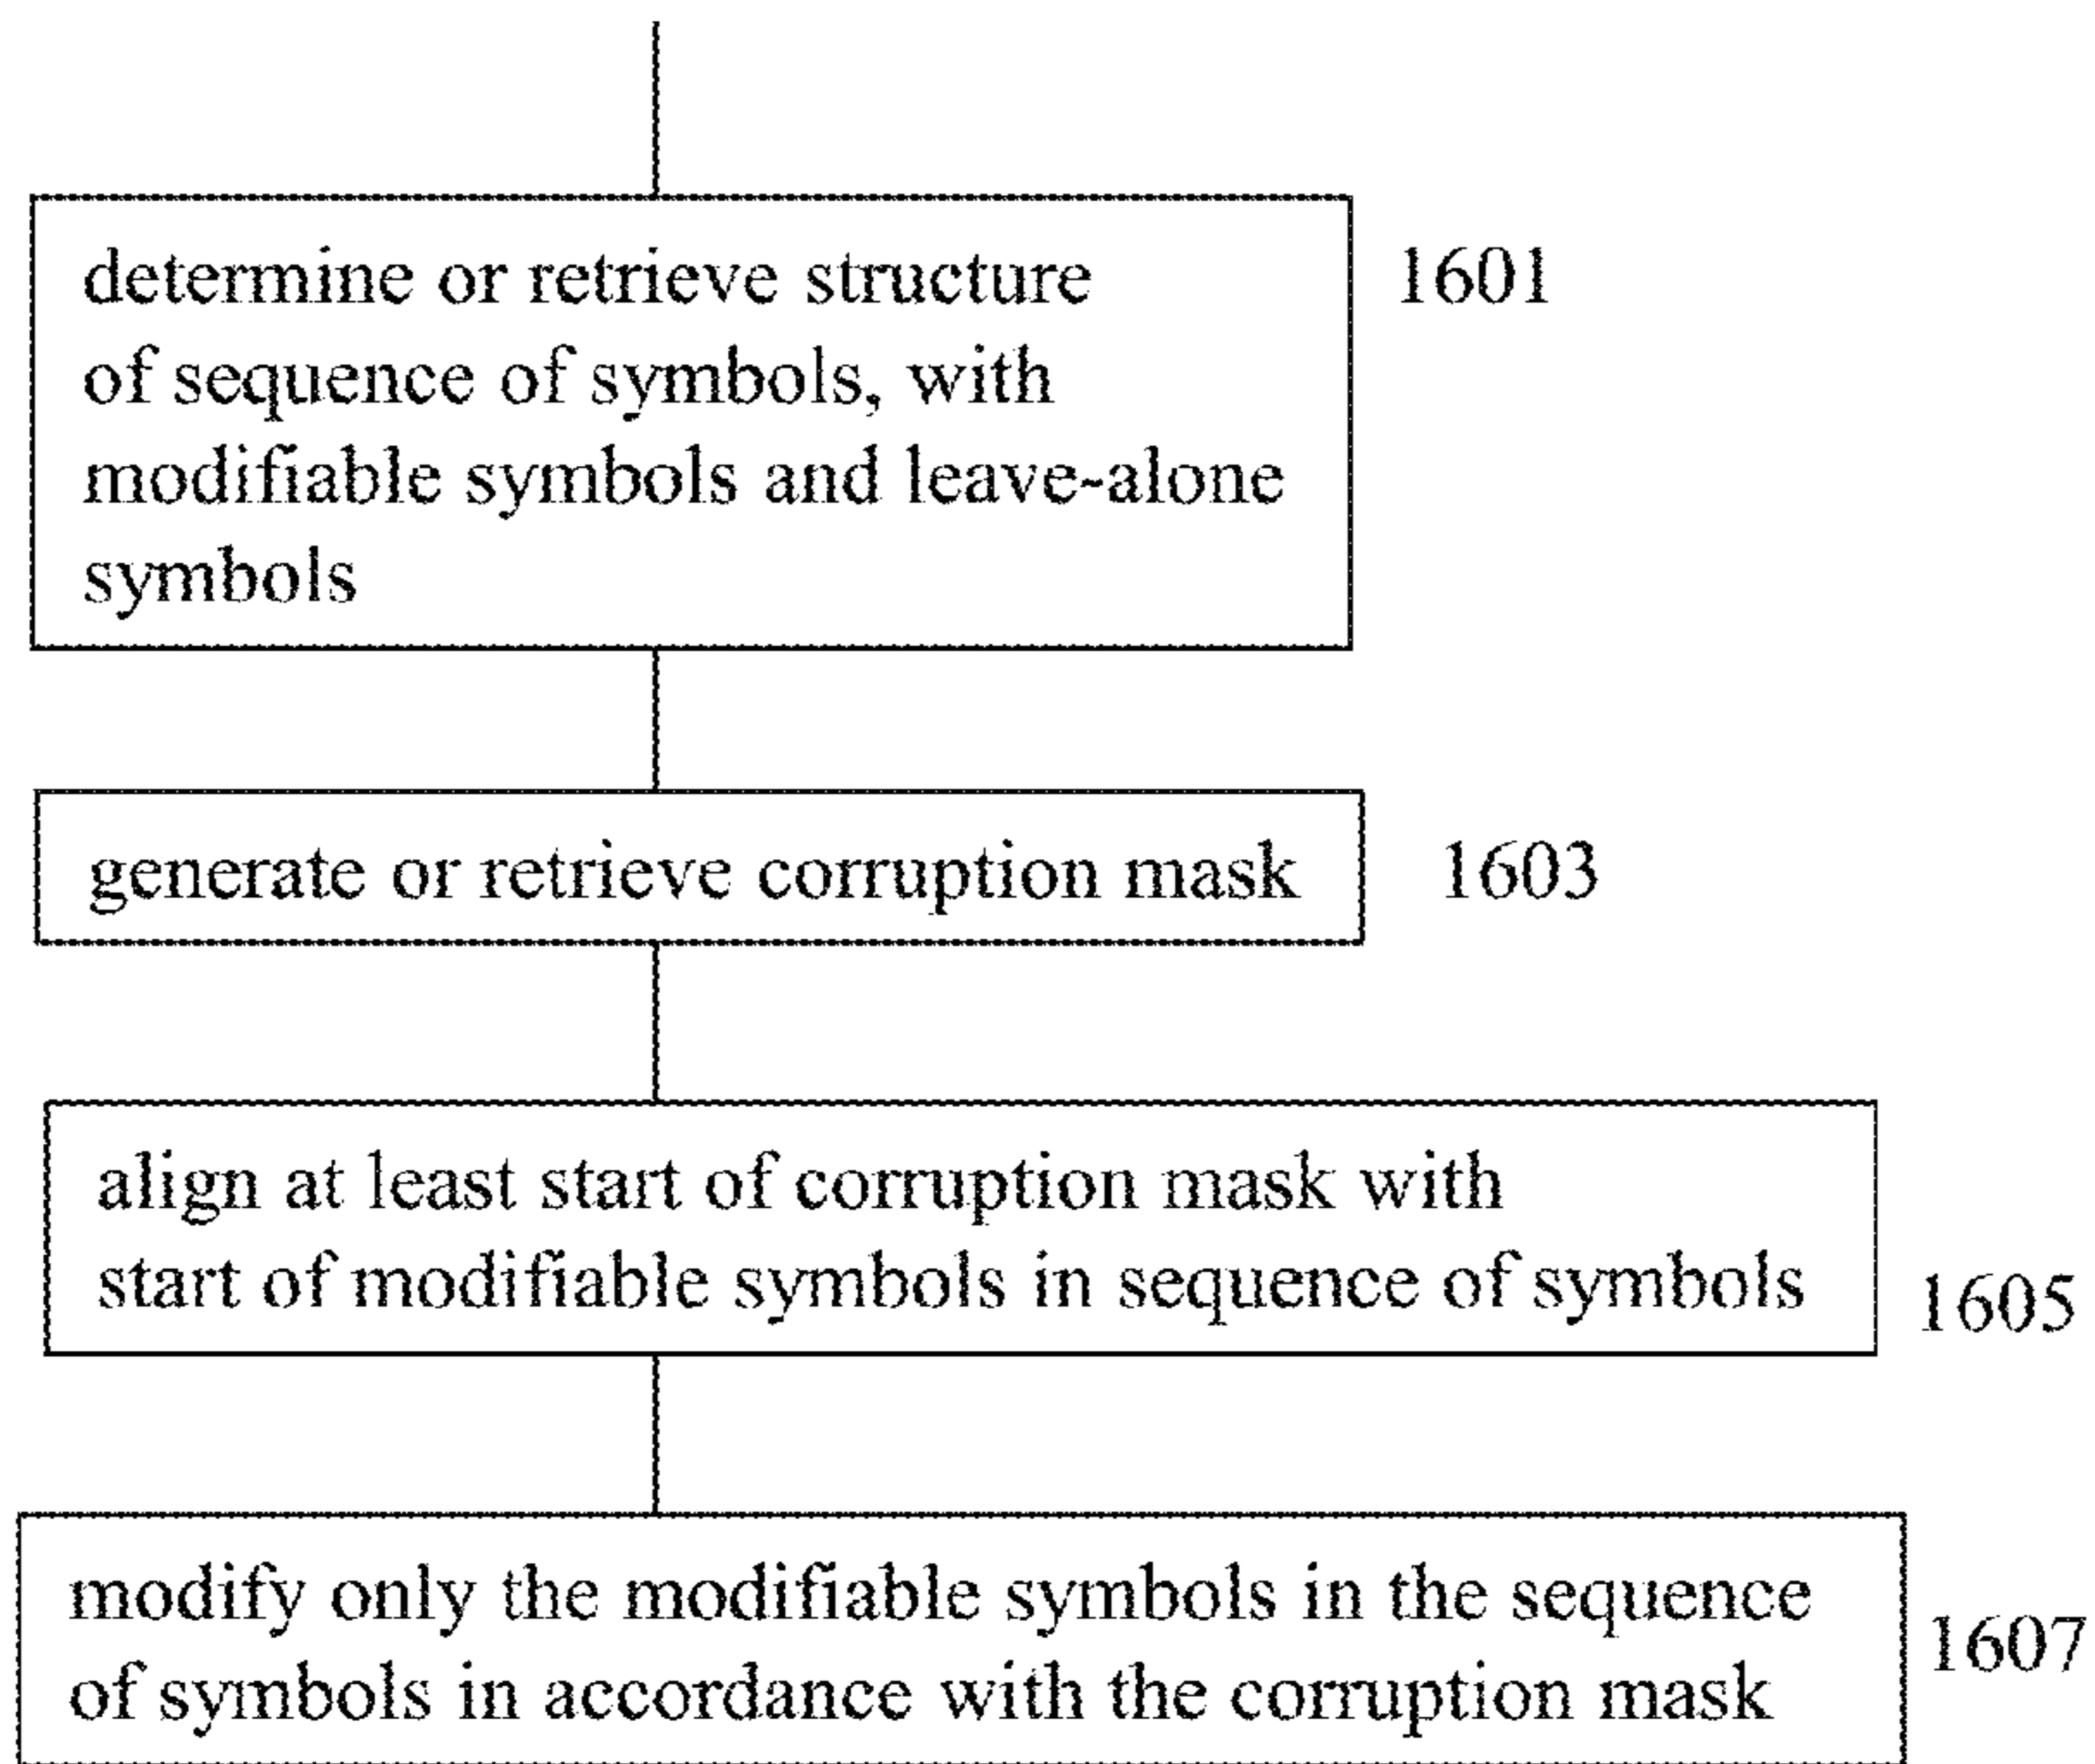 determine or retrieve structure 1601
of sequence of symbols, with
modifiable symbols and leave-alone
symbols
generate or retrieve corruption mask 1603
align at least start of corruption mask with
start of modifiable symbols in sequence of symbols 1605
modify only the modifiable symbols in the sequence
1607
of symbols in accordance with the corruption mask